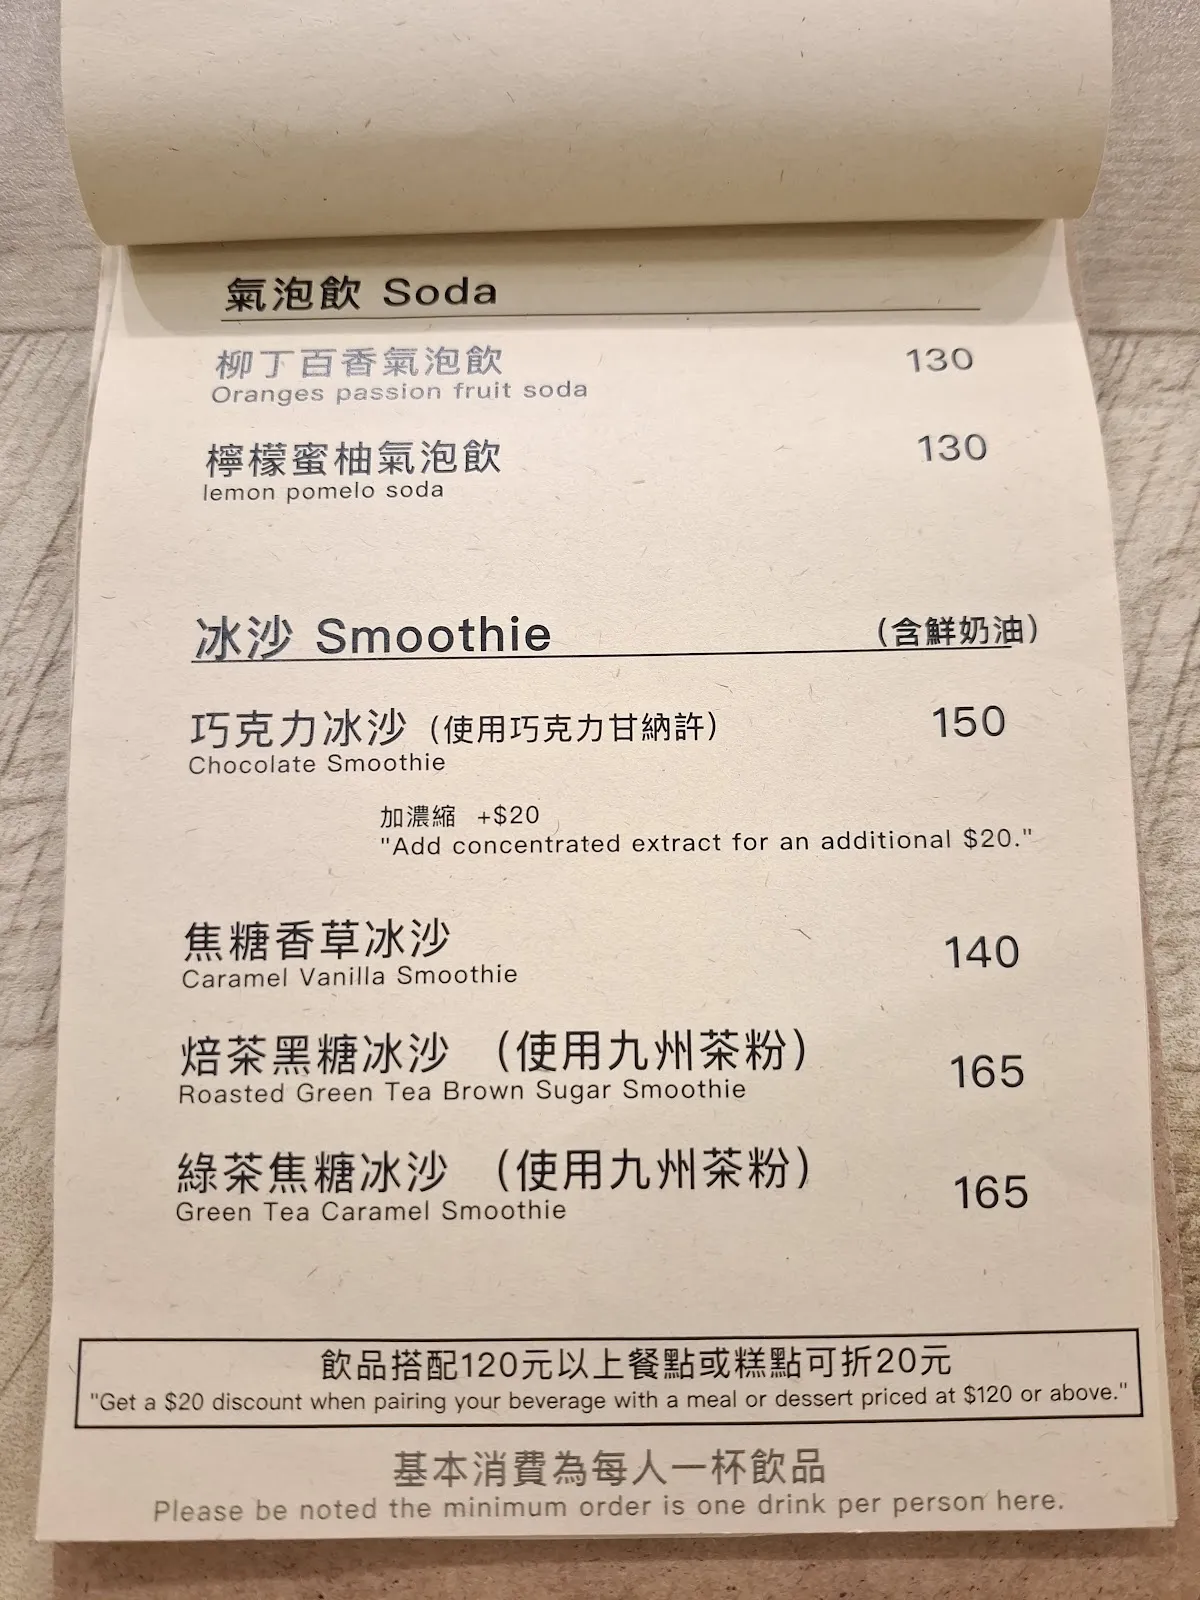 氣泡飲 Soda
柳丁百香氣泡飲 130
Oranges passion fruit soda
檸檬蜜柚氣泡飲 130
lemon pomelo soda
冰沙 Smoothie (含鮮奶油)
巧克力冰沙 (使用巧克力甘納許) 150
Chocolate Smoothie
加濃縮 +$20
"Add concentrated extract for an additional $20."
焦糖香草冰沙 140
Caramel Vanilla Smoothie
焙茶黑糖冰沙 (使用九州茶粉) 165
Roasted Green Tea Brown Sugar Smoothie
綠茶焦糖冰沙 (使用九州茶粉) 165
Green Tea Caramel Smoothie
飲品搭配120元以上餐點或糕點可折20元
"Get a $20 discount when pairing your beverage with a meal or dessert priced at $120 or above."
基本消費為每人一杯飲品
Please be noted the minimum order is one drink per person here.